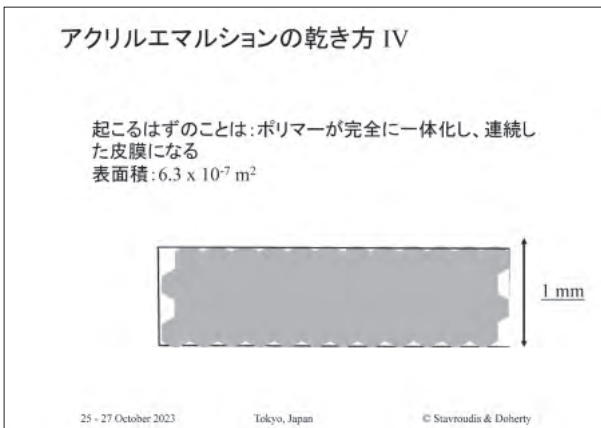 アクリルエマルションの乾き方 IV
起こるはずのことは:ポリマーが完全に一体化し、連続し
た皮膜になる
表面積:6.3 x 10⁻⁷ m²
1 mm
25 - 27 October 2023 Tokyo, Japan © Stavroudis & Doherty